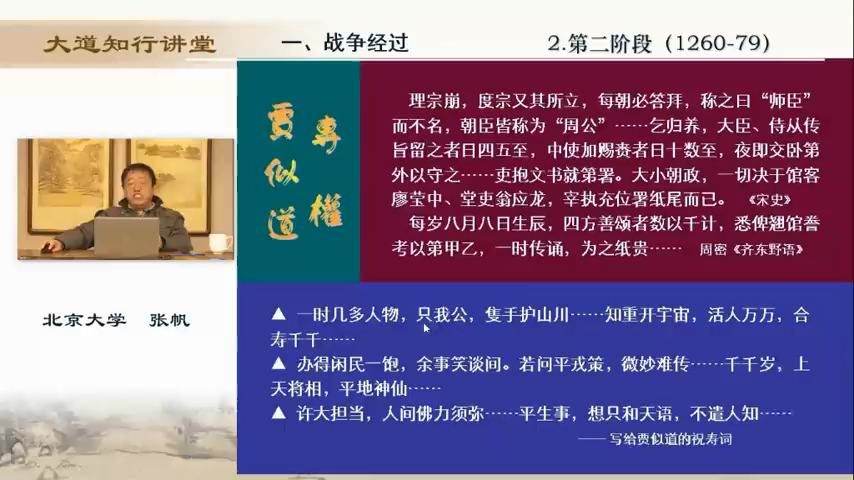 大道知行讲堂
一、战争经过
2.第二阶段（1260-79）
北京大学 张帆
贾似道
專權
理宗崩，度宗又其所立，每朝必答拜，称之曰“师臣”
而不名，朝臣皆称为“周公”……乞归养，大臣、侍从传
旨留之者日四五至，中使加赐赉者日十数至，夜即交卧第
外以守之……吏抱文书就第署。大小朝政，一切决于馆客
廖莹中、堂吏翁应龙，宰执充位署纸尾而已。 《宋史》
每岁八月八日生辰，四方善颂者数以千计，悉俾翘馆誊
考以第甲乙，一时传诵，为之纸贵…… 周密《齐东野语》
▲ 一时几多人物，只我公，隻手护山川……知重开宇宙，活人万万，合
寿千千……
▲ 办得闲民一饱，余事笑谈间。若问平戎策，微妙难传……千千岁，上
天将相，平地神仙……
▲ 许大担当，人间佛力须弥……平生事，想只和天语，不遣人知……
—— 写给贾似道的祝寿词